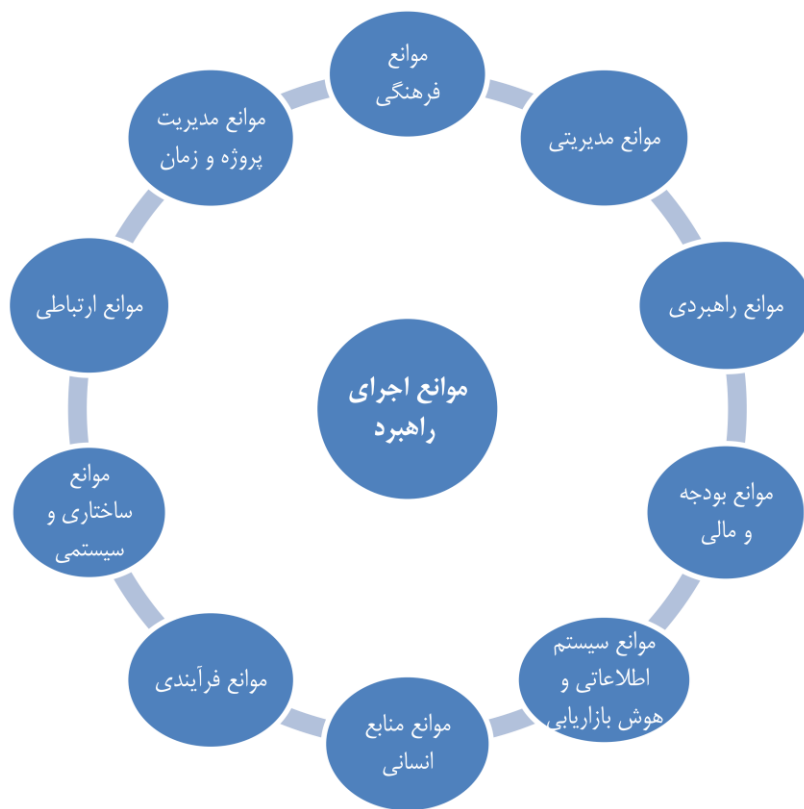 موانع
فرهنگی
موانع مدیریتی
موانع راهبردی
موانع بودجه
و مالی
موانع سیستم
اطلاعاتی و
هوش بازاریابی
موانع منابع
انسانی
موانع فرآیندی
موانع
ساختاری و
سیستمی
موانع ارتباطی
موانع مدیریت
پروژه و زمان
موانع اجرای
راهبرد